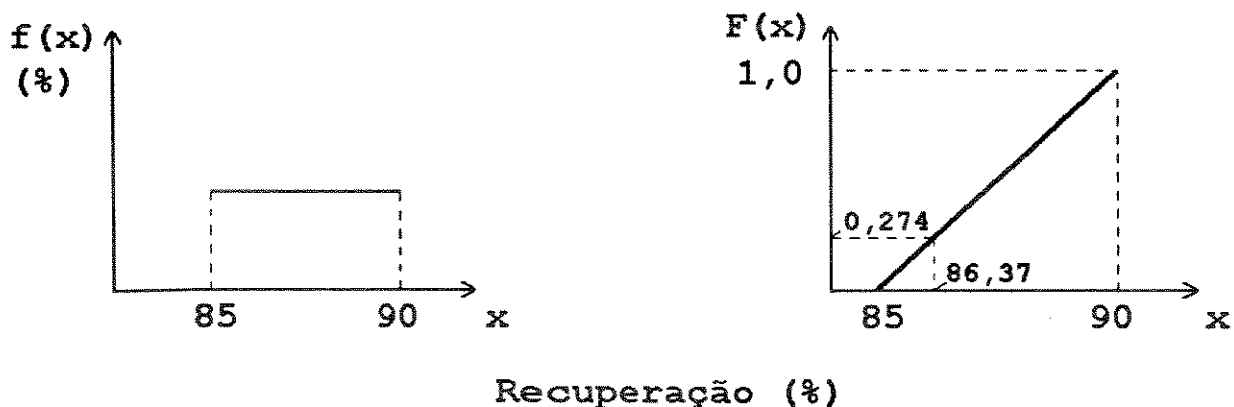 f(x)
(%)
85 90 x
F(x)
1,0
0,274
86,37
85 90 x
Recuperação (%)